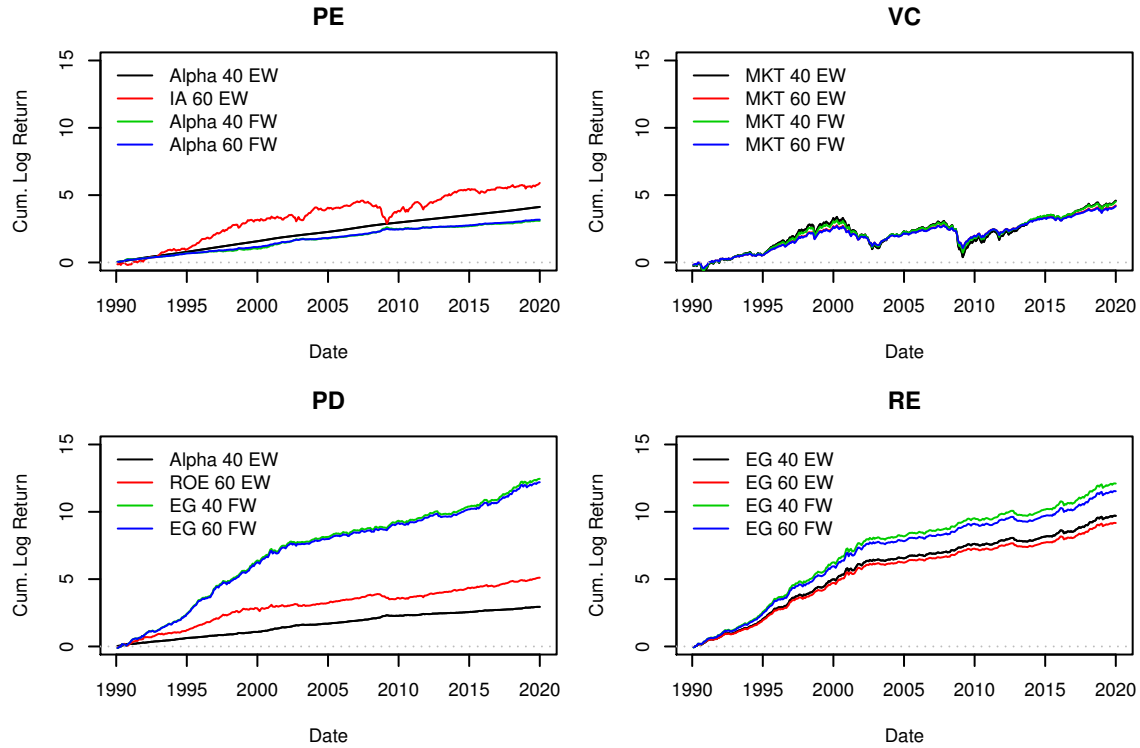 PE
Cum. Log Return
15
10
5
0
Alpha 40 EW
IA 60 EW
Alpha 40 FW
Alpha 60 FW
1990 1995 2000 2005 2010 2015 2020
Date
VC
Cum. Log Return
15
10
5
0
MKT 40 EW
MKT 60 EW
MKT 40 FW
MKT 60 FW
1990 1995 2000 2005 2010 2015 2020
Date
PD
Cum. Log Return
15
10
5
0
Alpha 40 EW
ROE 60 EW
EG 40 FW
EG 60 FW
1990 1995 2000 2005 2010 2015 2020
Date
RE
Cum. Log Return
15
10
5
0
EG 40 EW
EG 60 EW
EG 40 FW
EG 60 FW
1990 1995 2000 2005 2010 2015 2020
Date